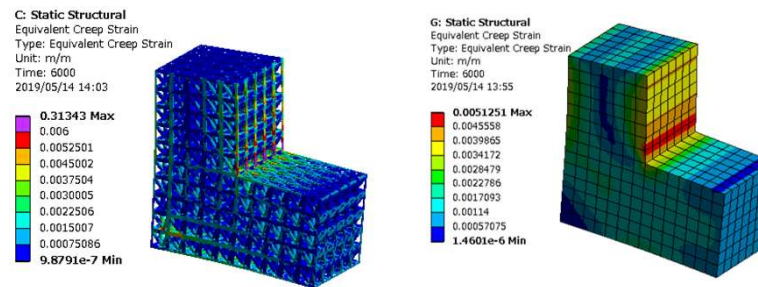 C: Static Structural
Equivalent Creep Strain
Type: Equivalent Creep Strain
Unit: m/m
Time: 6000
2019/05/14 14:03
0.31343 Max
0.006
0.0052501
0.0045002
0.0037504
0.0030005
0.0022506
0.0015007
0.00075086
9.8791e-7 Min
G: Static Structural
Equivalent Creep Strain
Type: Equivalent Creep Strain
Unit: m/m
Time: 6000
2019/05/14 13:55
0.0051251 Max
0.0045558
0.0039865
0.0034172
0.0028479
0.0022786
0.0017093
0.00114
0.00057075
1.4601e-6 Min